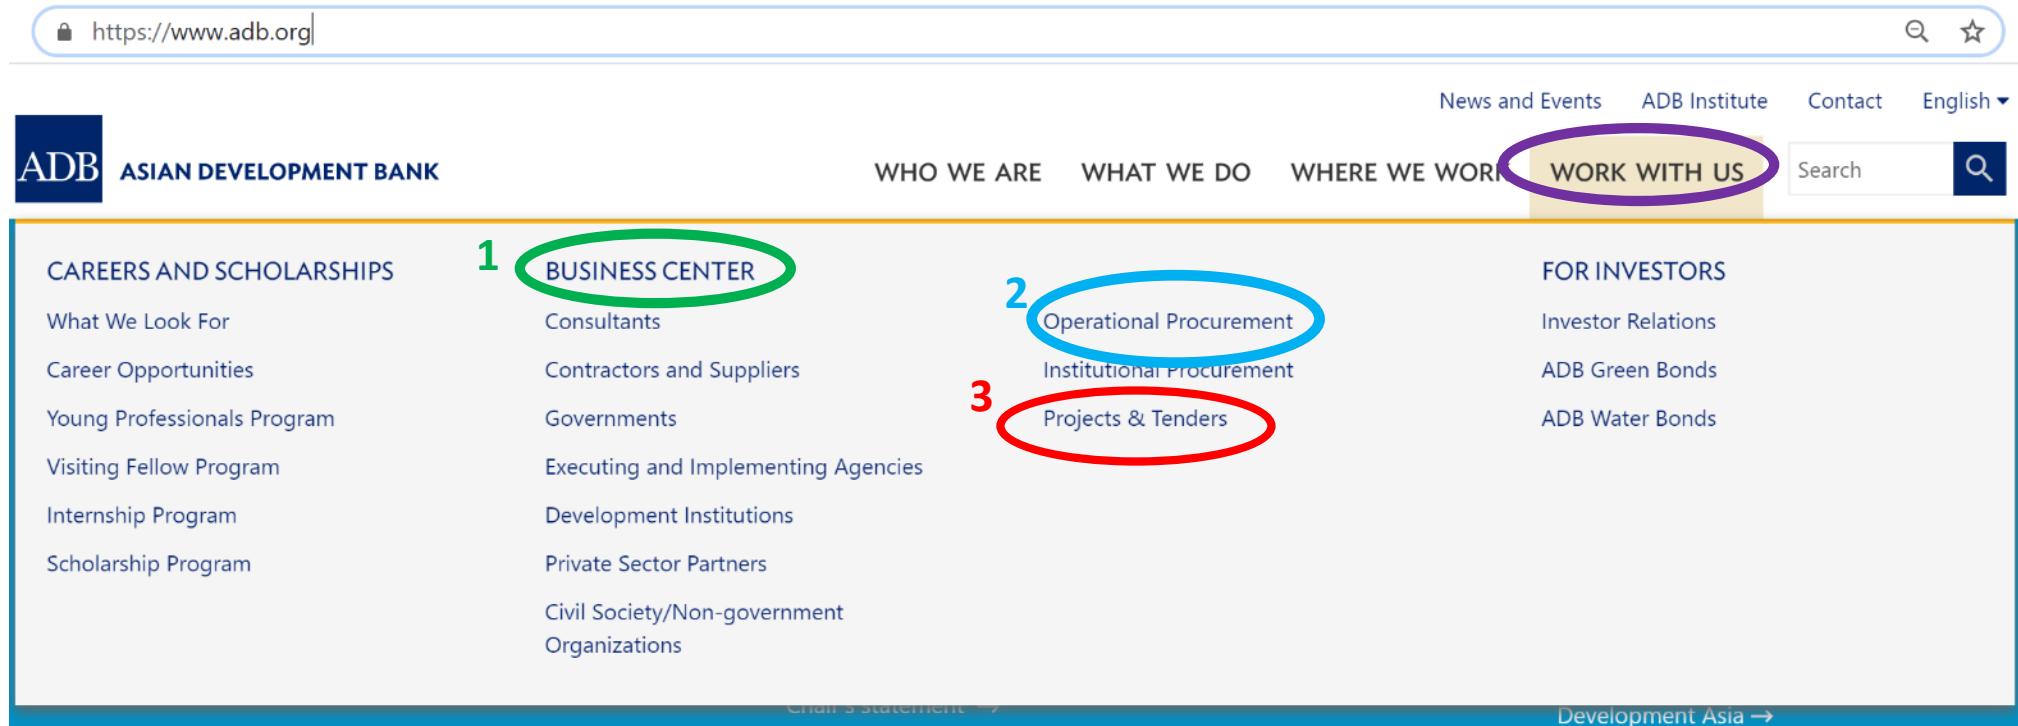 https://www.adb.org
News and Events ADB Institute Contact English
ADB ASIAN DEVELOPMENT BANK
WHO WE ARE WHAT WE DO WHERE WE WORK WORK WITH US Search
CAREERS AND SCHOLARSHIPS
What We Look For
Career Opportunities
Young Professionals Program
Visiting Fellow Program
Internship Program
Scholarship Program
1 BUSINESS CENTER
Consultants
Contractors and Suppliers
Governments
Executing and Implementing Agencies
Development Institutions
Private Sector Partners
Civil Society/Non-government
Organizations
2 Operational Procurement
Institutional Procurement
3 Projects & Tenders
FOR INVESTORS
Investor Relations
ADB Green Bonds
ADB Water Bonds
Chair's statement →
Development Asia →